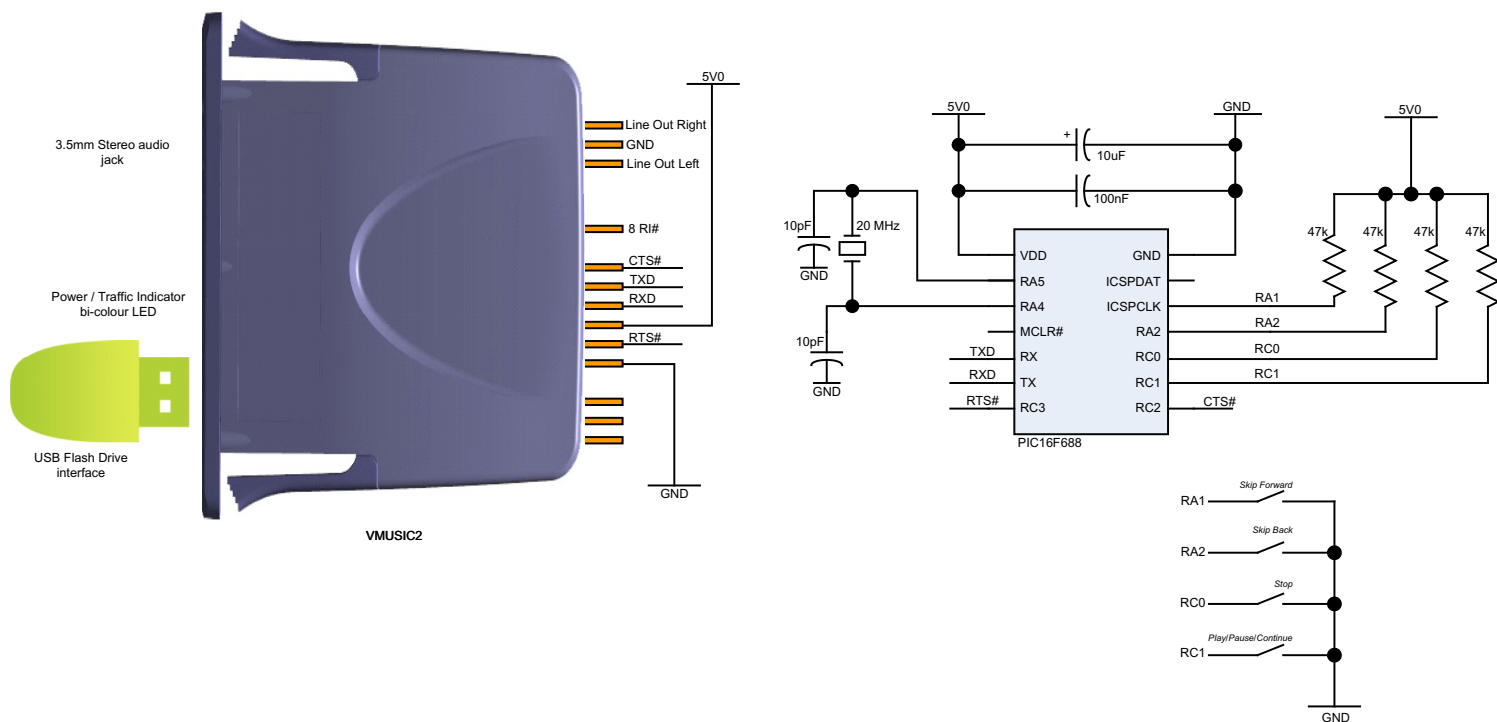 3.5mm Stereo audio
jack
Power / Traffic Indicator
bi-colour LED
USB Flash Drive
interface
VMUSIC2
5V0
Line Out Right
GND
Line Out Left
8 RI#
CTS#
TXD
RXD
RTS#
GND
5V0
GND
+
10uF
100nF
10pF
20 MHz
GND
10pF
GND
VDD
RA5
RA4
MCLR#
RX
TX
RC3
GND
ICSPDAT
ICSPCLK
RA2
RC0
RC1
RC2
PIC16F688
TXD
RXD
RTS#
RA1
RA2
RC0
RC1
CTS#
5V0
47k
47k
47k
47k
RA1
Skip Forward
RA2
Skip Back
RC0
Stop
RC1
Play/Pause/Continue
GND